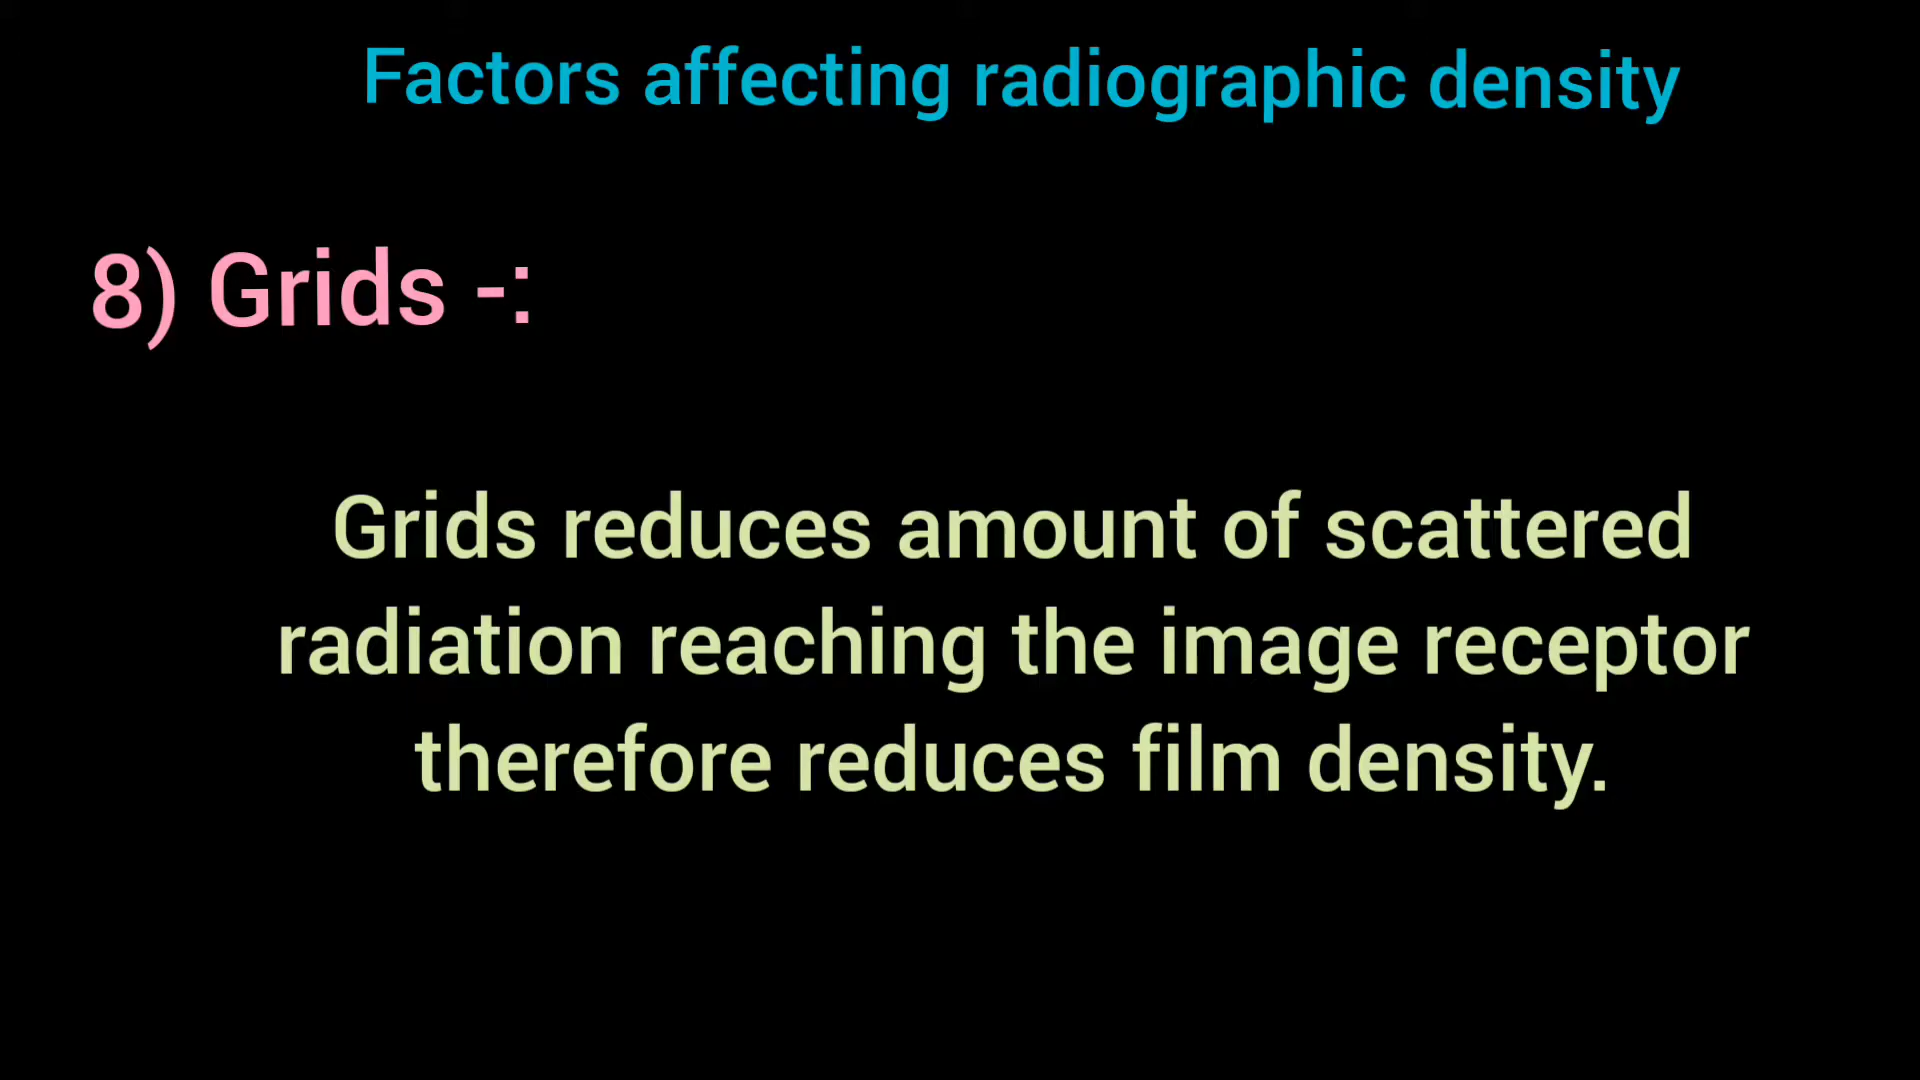 Factors affecting radiographic density
8) Grids -:
Grids reduces amount of scattered
radiation reaching the image receptor
therefore reduces film density.